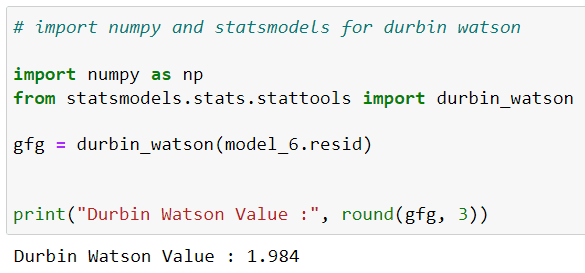 # import numpy and statsmodels for durbin watson
import numpy as np
from statsmodels.stats.stattools import durbin_watson
gfg = durbin_watson(model_6.resid)
print("Durbin Watson Value :", round(gfg, 3))
Durbin Watson Value : 1.984